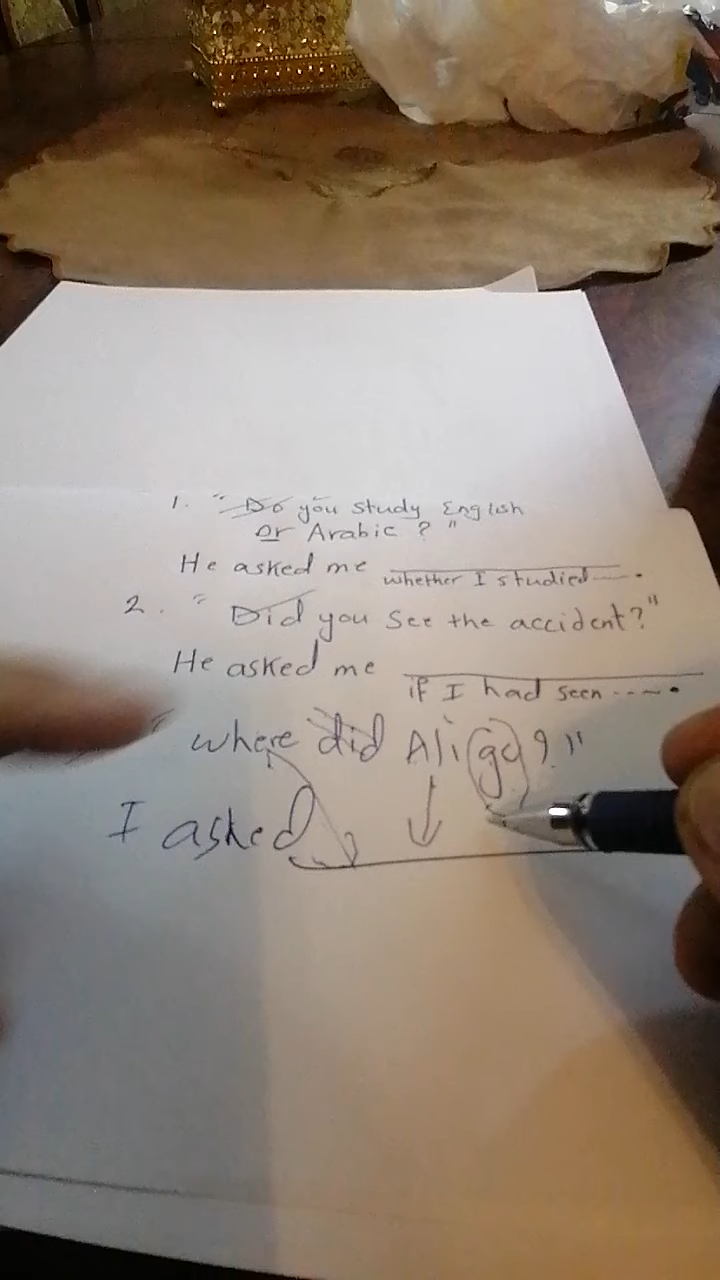 1. "Do you study English
or Arabic ? "
He asked me whether I studied ---- .
2. " Did you see the accident?"
He asked me if I had seen ---- .
" where did Ali go ? "
I asked